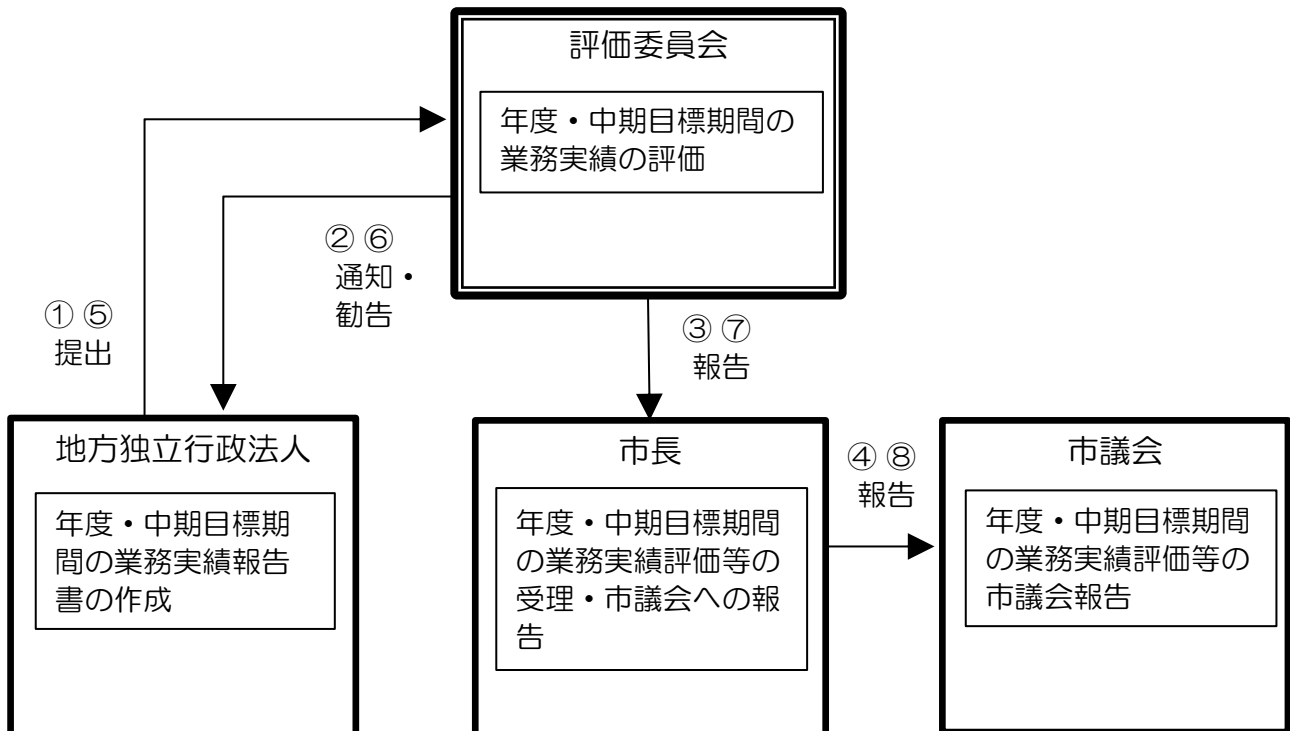 評価委員会
年度・中期目標期間の
業務実績の評価
② ⑥
通知・
勧告
① ⑤
提出
③ ⑦
報告
地方独立行政法人
年度・中期目標期
間の業務実績報告
書の作成
市長
年度・中期目標期間
の業務実績評価等の
受理・市議会への報
告
④ ⑧
報告
市議会
年度・中期目標期間
の業務実績評価等の
市議会報告